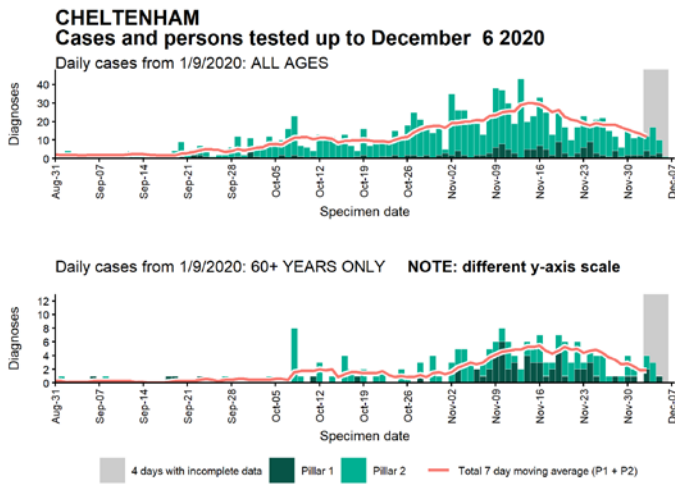 CHELTENHAM
Cases and persons tested up to December 6 2020
Daily cases from 1/9/2020: ALL AGES
Diagnoses
40
30
20
10
0
Aug-31 Sep-07 Sep-14 Sep-21 Sep-28 Oct-05 Oct-12 Oct-19 Oct-26 Nov-02 Nov-09 Nov-16 Nov-23 Nov-30 Dec-07
Specimen date
Daily cases from 1/9/2020: 60+ YEARS ONLY NOTE: different y-axis scale
Diagnoses
12
10
8
6
4
2
0
Aug-31 Sep-07 Sep-14 Sep-21 Sep-28 Oct-05 Oct-12 Oct-19 Oct-26 Nov-02 Nov-09 Nov-16 Nov-23 Nov-30 Dec-07
Specimen date
4 days with incomplete data Pillar 1 Pillar 2 Total 7 day moving average (P1 + P2)